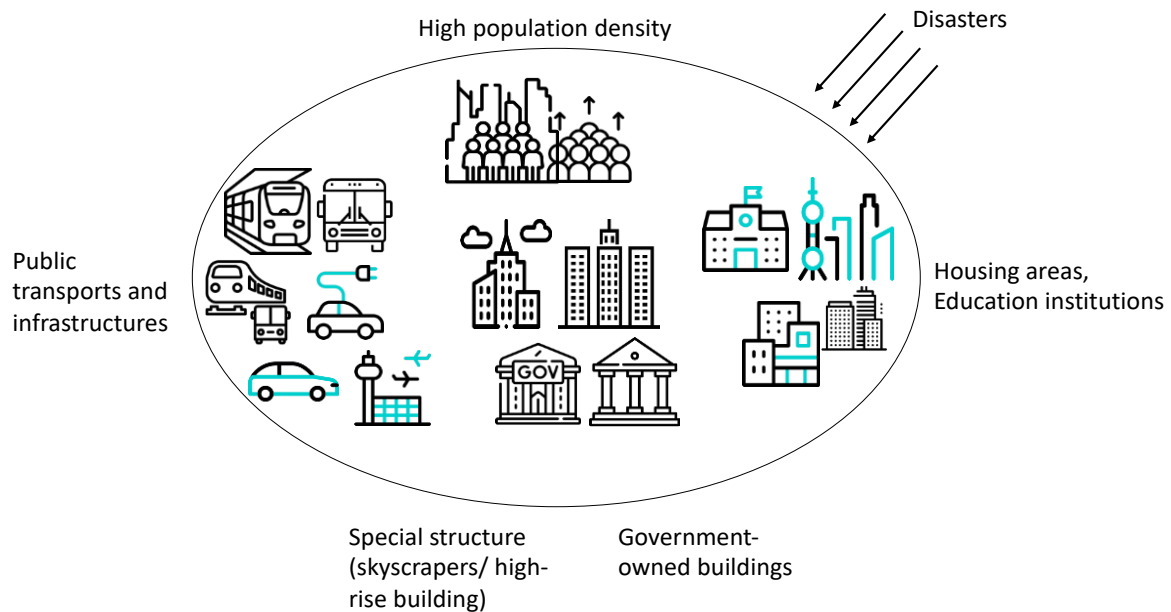 High population density
Disasters
Public
transports and
infrastructures
GOV
Housing areas,
Education institutions
Special structure
(skyscrapers/ high-
rise building)
Government-
owned buildings